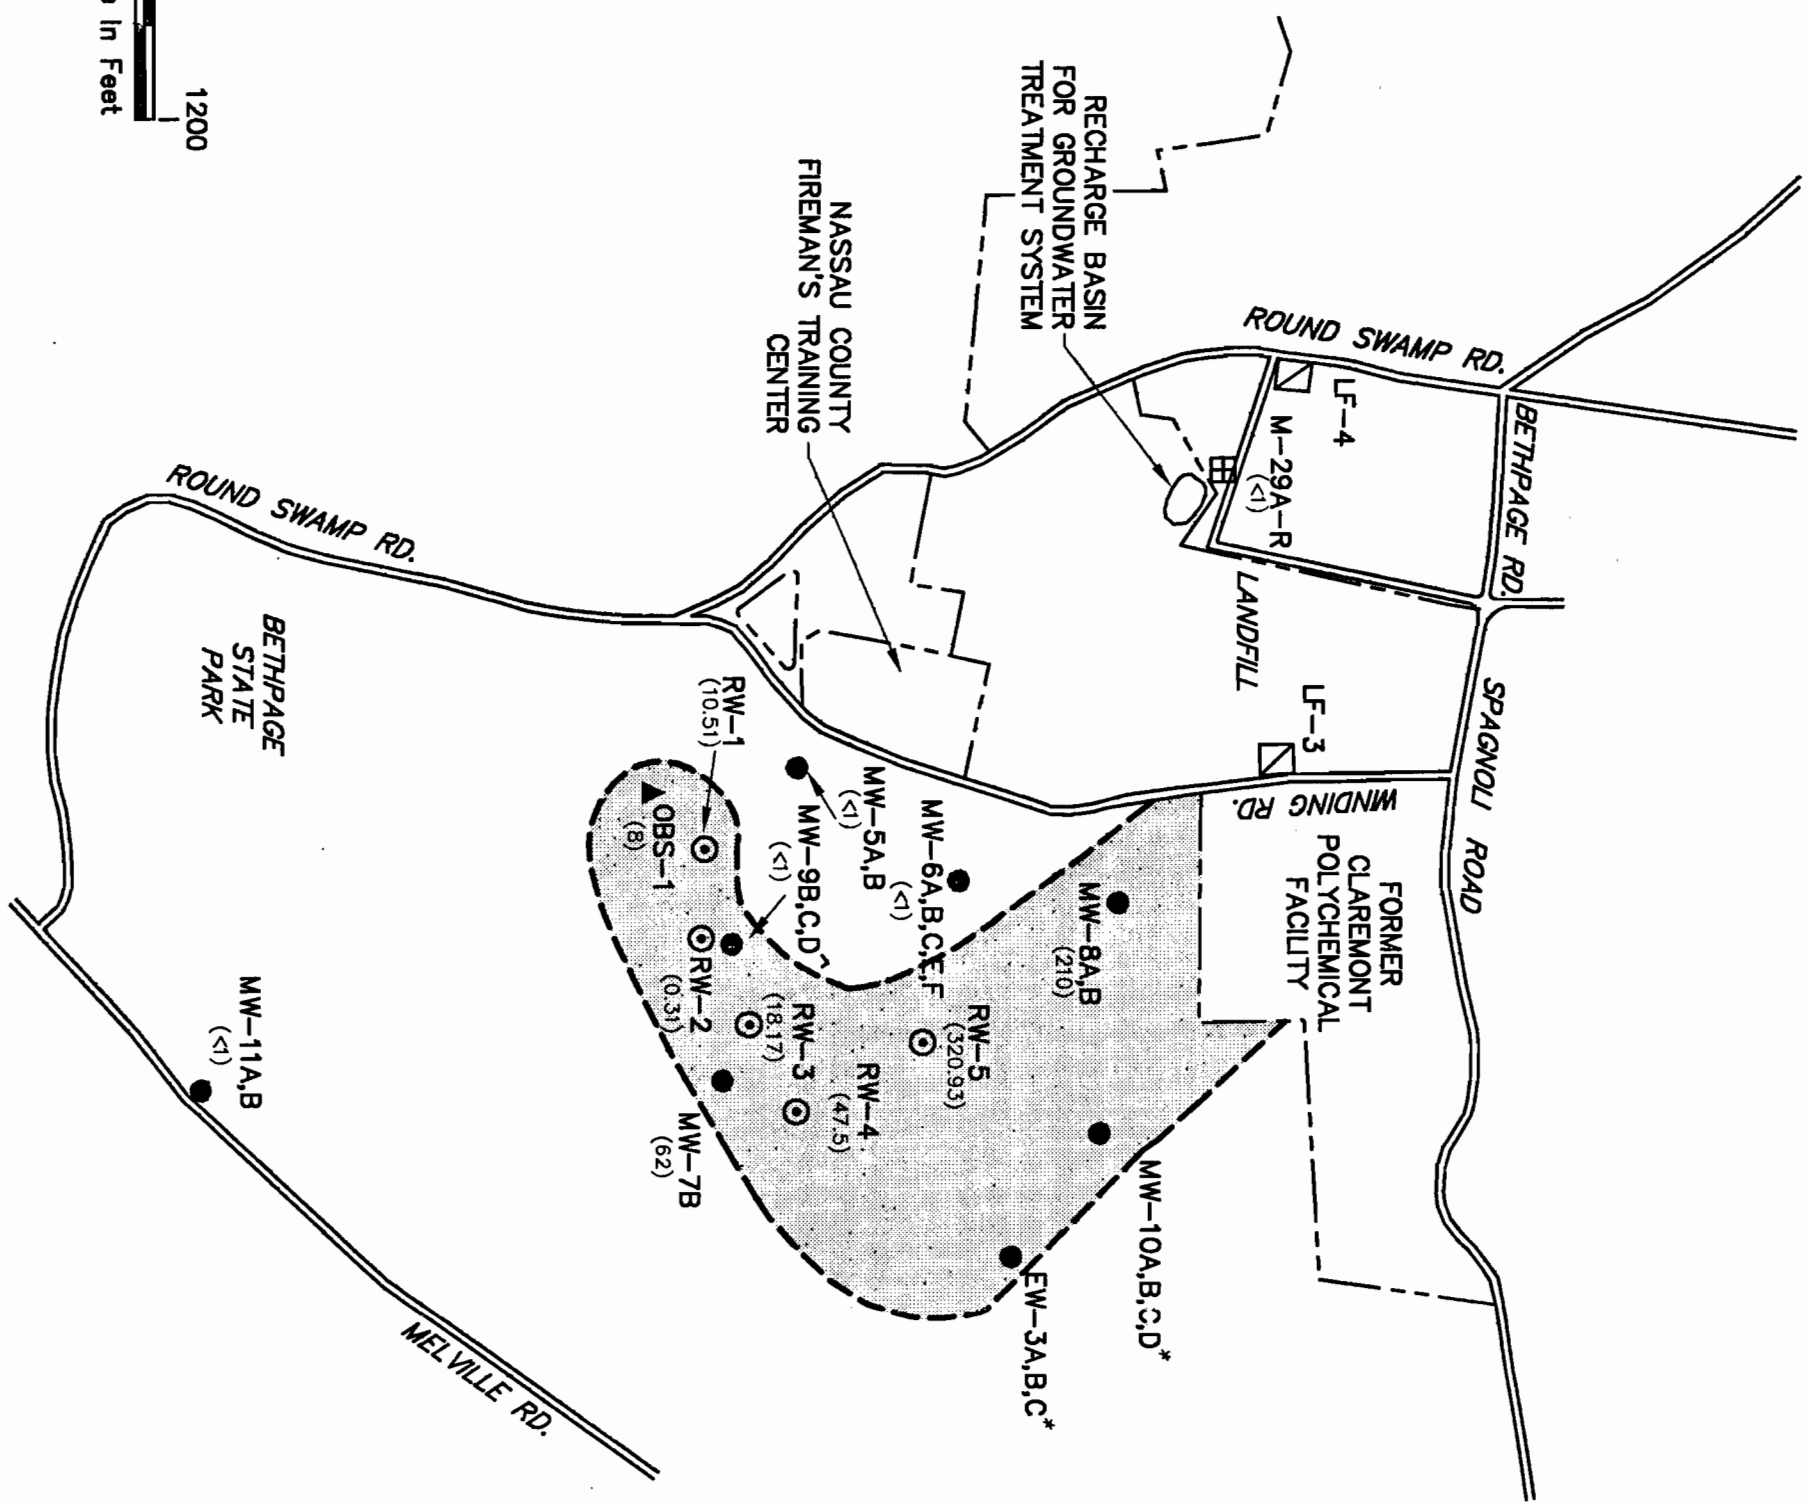 1200
In Feet
RECHARGE BASIN
FOR GROUNDWATER
TREATMENT SYSTEM
NASSAU COUNTY
FIREMAN'S TRAINING
CENTER
ROUND SWAMP RD.
BETHPAGE RD.
LF-4
M-29A-R
(<1)
LANDFILL
LF-3
SPAGNOLI ROAD
WINDING RD.
FORMER
CLAREMONT
POLYCHEMICAL
FACILITY
ROUND SWAMP RD.
BETHPAGE
STATE
PARK
RW-1
(10.51)
OBS-1
(8)
MW-5A,B
(<1)
MW-9B,C,D
(<1)
MW-6A,B,C,E,F
(<1)
MW-8A,B
(210)
RW-2
(0.31)
RW-3
(18.17)
RW-4
(47.5)
RW-5
(320.93)
MW-7B
(62)
MW-10A,B,C,D*
EW-3A,B,C*
MW-11A,B
(<1)
MELVILLE RD.